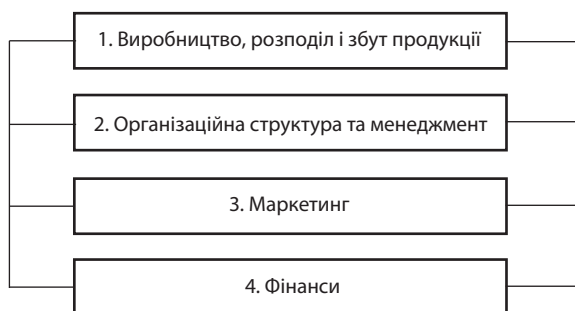 1. Виробництво, розподіл і збут продукції
2. Організаційна структура та менеджмент
3. Маркетинг
4. Фінанси